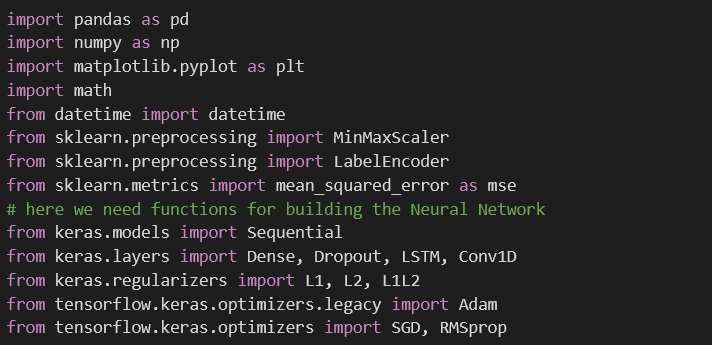 import pandas as pd
import numpy as np
import matplotlib.pyplot as plt
import math
from datetime import datetime
from sklearn.preprocessing import MinMaxScaler
from sklearn.preprocessing import LabelEncoder
from sklearn.metrics import mean_squared_error as mse
# here we need functions for building the Neural Network
from keras.models import Sequential
from keras.layers import Dense, Dropout, LSTM, Conv1D
from keras.regularizers import L1, L2, L1L2
from tensorflow.keras.optimizers.legacy import Adam
from tensorflow.keras.optimizers import SGD, RMSprop